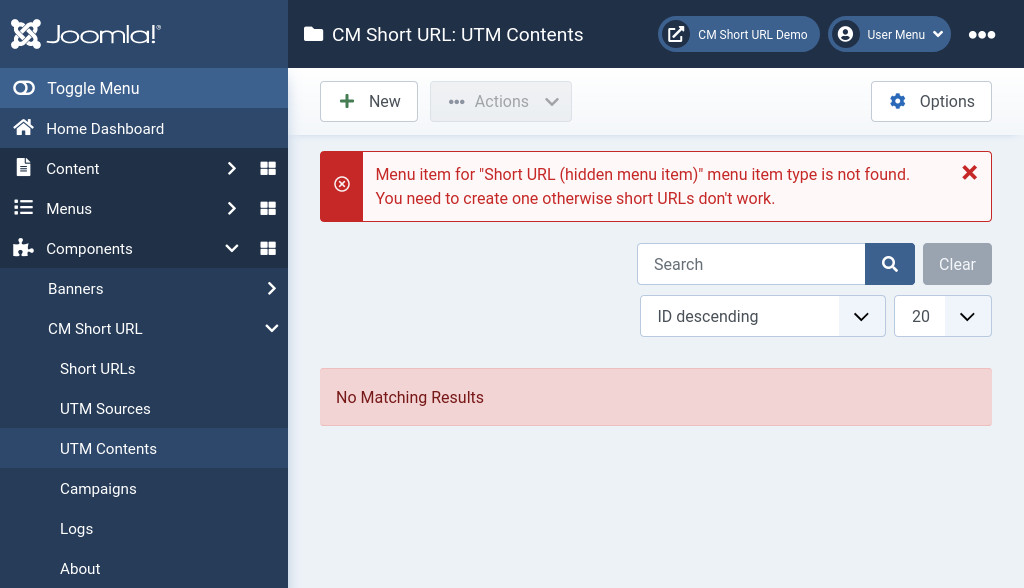 Joomla!®
CM Short URL: UTM Contents
CM Short URL Demo
User Menu
Toggle Menu
Home Dashboard
Content
Menus
Components
Banners
CM Short URL
Short URLs
UTM Sources
UTM Contents
Campaigns
Logs
About
New
Actions
Options
Menu item for "Short URL (hidden menu item)" menu item type is not found.
You need to create one otherwise short URLs don't work.
Search
Clear
ID descending
20
No Matching Results